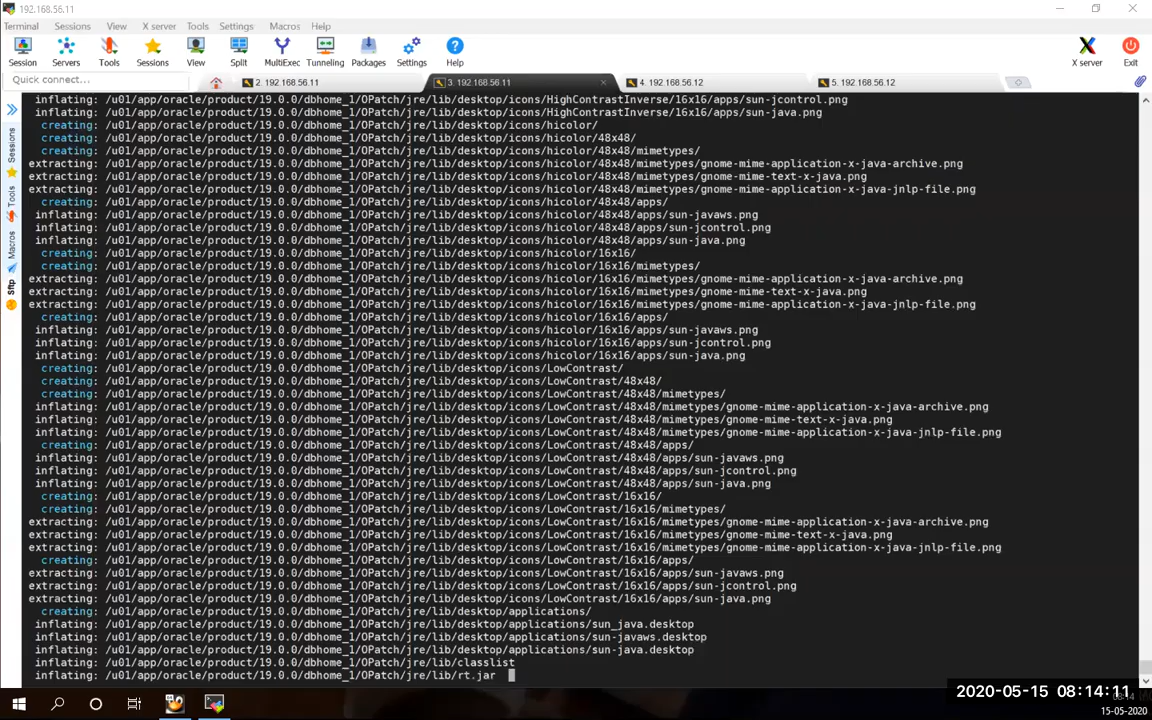 192.168.56.11
Terminal Sessions View X server Tools Settings Macros Help
Session Servers Tools Sessions View Split MultiExec Tunneling Packages Settings Help X server Exit
Quick connect... 2. 192.168.56.11 3. 192.168.56.11 4. 192.168.56.12 5. 192.168.56.12
Sessions
Tools
Macros
Sftp
inflating: /u01/app/oracle/product/19.0.0/dbhome_1/OPatch/jre/lib/desktop/icons/HighContrastInverse/16x16/apps/sun-jcontrol.png
inflating: /u01/app/oracle/product/19.0.0/dbhome_1/OPatch/jre/lib/desktop/icons/HighContrastInverse/16x16/apps/sun-java.png
creating: /u01/app/oracle/product/19.0.0/dbhome_1/OPatch/jre/lib/desktop/icons/hicolor/
creating: /u01/app/oracle/product/19.0.0/dbhome_1/OPatch/jre/lib/desktop/icons/hicolor/48x48/
creating: /u01/app/oracle/product/19.0.0/dbhome_1/OPatch/jre/lib/desktop/icons/hicolor/48x48/mimetypes/
extracting: /u01/app/oracle/product/19.0.0/dbhome_1/OPatch/jre/lib/desktop/icons/hicolor/48x48/mimetypes/gnome-mime-application-x-java-archive.png
extracting: /u01/app/oracle/product/19.0.0/dbhome_1/OPatch/jre/lib/desktop/icons/hicolor/48x48/mimetypes/gnome-mime-text-x-java.png
extracting: /u01/app/oracle/product/19.0.0/dbhome_1/OPatch/jre/lib/desktop/icons/hicolor/48x48/mimetypes/gnome-mime-application-x-java-jnlp-file.png
creating: /u01/app/oracle/product/19.0.0/dbhome_1/OPatch/jre/lib/desktop/icons/hicolor/48x48/apps/
inflating: /u01/app/oracle/product/19.0.0/dbhome_1/OPatch/jre/lib/desktop/icons/hicolor/48x48/apps/sun-javaws.png
inflating: /u01/app/oracle/product/19.0.0/dbhome_1/OPatch/jre/lib/desktop/icons/hicolor/48x48/apps/sun-jcontrol.png
inflating: /u01/app/oracle/product/19.0.0/dbhome_1/OPatch/jre/lib/desktop/icons/hicolor/48x48/apps/sun-java.png
creating: /u01/app/oracle/product/19.0.0/dbhome_1/OPatch/jre/lib/desktop/icons/hicolor/16x16/
creating: /u01/app/oracle/product/19.0.0/dbhome_1/OPatch/jre/lib/desktop/icons/hicolor/16x16/mimetypes/
extracting: /u01/app/oracle/product/19.0.0/dbhome_1/OPatch/jre/lib/desktop/icons/hicolor/16x16/mimetypes/gnome-mime-application-x-java-archive.png
extracting: /u01/app/oracle/product/19.0.0/dbhome_1/OPatch/jre/lib/desktop/icons/hicolor/16x16/mimetypes/gnome-mime-text-x-java.png
extracting: /u01/app/oracle/product/19.0.0/dbhome_1/OPatch/jre/lib/desktop/icons/hicolor/16x16/mimetypes/gnome-mime-application-x-java-jnlp-file.png
creating: /u01/app/oracle/product/19.0.0/dbhome_1/OPatch/jre/lib/desktop/icons/hicolor/16x16/apps/
inflating: /u01/app/oracle/product/19.0.0/dbhome_1/OPatch/jre/lib/desktop/icons/hicolor/16x16/apps/sun-javaws.png
inflating: /u01/app/oracle/product/19.0.0/dbhome_1/OPatch/jre/lib/desktop/icons/hicolor/16x16/apps/sun-jcontrol.png
inflating: /u01/app/oracle/product/19.0.0/dbhome_1/OPatch/jre/lib/desktop/icons/hicolor/16x16/apps/sun-java.png
creating: /u01/app/oracle/product/19.0.0/dbhome_1/OPatch/jre/lib/desktop/icons/LowContrast/
creating: /u01/app/oracle/product/19.0.0/dbhome_1/OPatch/jre/lib/desktop/icons/LowContrast/48x48/
creating: /u01/app/oracle/product/19.0.0/dbhome_1/OPatch/jre/lib/desktop/icons/LowContrast/48x48/mimetypes/
inflating: /u01/app/oracle/product/19.0.0/dbhome_1/OPatch/jre/lib/desktop/icons/LowContrast/48x48/mimetypes/gnome-mime-application-x-java-archive.png
inflating: /u01/app/oracle/product/19.0.0/dbhome_1/OPatch/jre/lib/desktop/icons/LowContrast/48x48/mimetypes/gnome-mime-text-x-java.png
inflating: /u01/app/oracle/product/19.0.0/dbhome_1/OPatch/jre/lib/desktop/icons/LowContrast/48x48/mimetypes/gnome-mime-application-x-java-jnlp-file.png
creating: /u01/app/oracle/product/19.0.0/dbhome_1/OPatch/jre/lib/desktop/icons/LowContrast/48x48/apps/
inflating: /u01/app/oracle/product/19.0.0/dbhome_1/OPatch/jre/lib/desktop/icons/LowContrast/48x48/apps/sun-javaws.png
inflating: /u01/app/oracle/product/19.0.0/dbhome_1/OPatch/jre/lib/desktop/icons/LowContrast/48x48/apps/sun-jcontrol.png
inflating: /u01/app/oracle/product/19.0.0/dbhome_1/OPatch/jre/lib/desktop/icons/LowContrast/48x48/apps/sun-java.png
creating: /u01/app/oracle/product/19.0.0/dbhome_1/OPatch/jre/lib/desktop/icons/LowContrast/16x16/
creating: /u01/app/oracle/product/19.0.0/dbhome_1/OPatch/jre/lib/desktop/icons/LowContrast/16x16/mimetypes/
extracting: /u01/app/oracle/product/19.0.0/dbhome_1/OPatch/jre/lib/desktop/icons/LowContrast/16x16/mimetypes/gnome-mime-application-x-java-archive.png
extracting: /u01/app/oracle/product/19.0.0/dbhome_1/OPatch/jre/lib/desktop/icons/LowContrast/16x16/mimetypes/gnome-mime-text-x-java.png
extracting: /u01/app/oracle/product/19.0.0/dbhome_1/OPatch/jre/lib/desktop/icons/LowContrast/16x16/mimetypes/gnome-mime-application-x-java-jnlp-file.png
creating: /u01/app/oracle/product/19.0.0/dbhome_1/OPatch/jre/lib/desktop/icons/LowContrast/16x16/apps/
extracting: /u01/app/oracle/product/19.0.0/dbhome_1/OPatch/jre/lib/desktop/icons/LowContrast/16x16/apps/sun-javaws.png
extracting: /u01/app/oracle/product/19.0.0/dbhome_1/OPatch/jre/lib/desktop/icons/LowContrast/16x16/apps/sun-jcontrol.png
extracting: /u01/app/oracle/product/19.0.0/dbhome_1/OPatch/jre/lib/desktop/icons/LowContrast/16x16/apps/sun-java.png
creating: /u01/app/oracle/product/19.0.0/dbhome_1/OPatch/jre/lib/desktop/applications/
inflating: /u01/app/oracle/product/19.0.0/dbhome_1/OPatch/jre/lib/desktop/applications/sun_java.desktop
inflating: /u01/app/oracle/product/19.0.0/dbhome_1/OPatch/jre/lib/desktop/applications/sun-javaws.desktop
inflating: /u01/app/oracle/product/19.0.0/dbhome_1/OPatch/jre/lib/desktop/applications/sun-java.desktop
inflating: /u01/app/oracle/product/19.0.0/dbhome_1/OPatch/jre/lib/classlist
inflating: /u01/app/oracle/product/19.0.0/dbhome_1/OPatch/jre/lib/rt.jar
2020-05-15 08:14:11
15-05-2020